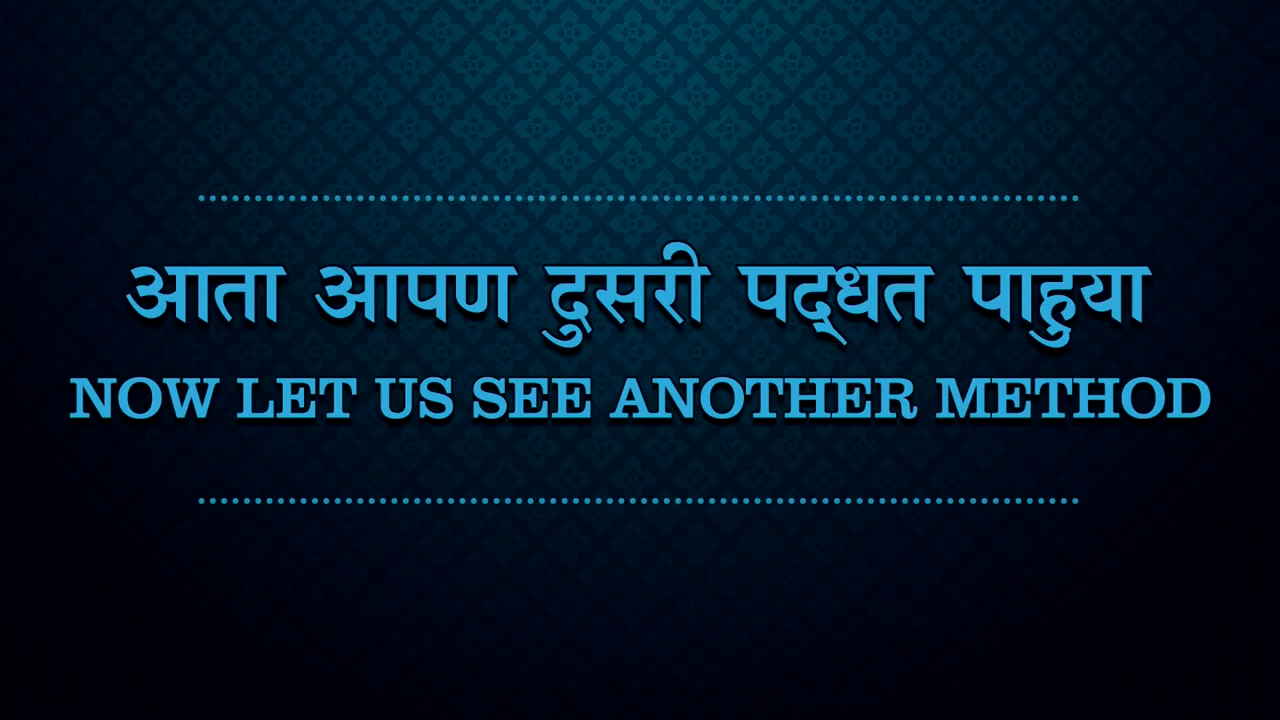 आता आपण दुसरी पद्‌धत पाहुया
NOW LET US SEE ANOTHER METHOD